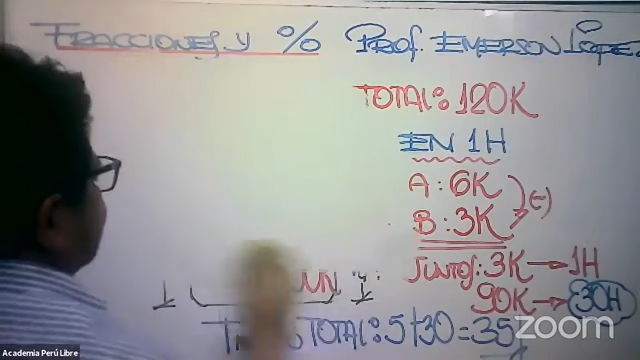 FRACCIONES Y % PROF. EMERSON LÓPEZ
TOTAL: 120K
EN 1H
A: 6K
B: 3K (-)
JUNTOS: 3K → 1H
90K → 30H
TOTAL: 5+30=35
zoom
Academia Perú Libre